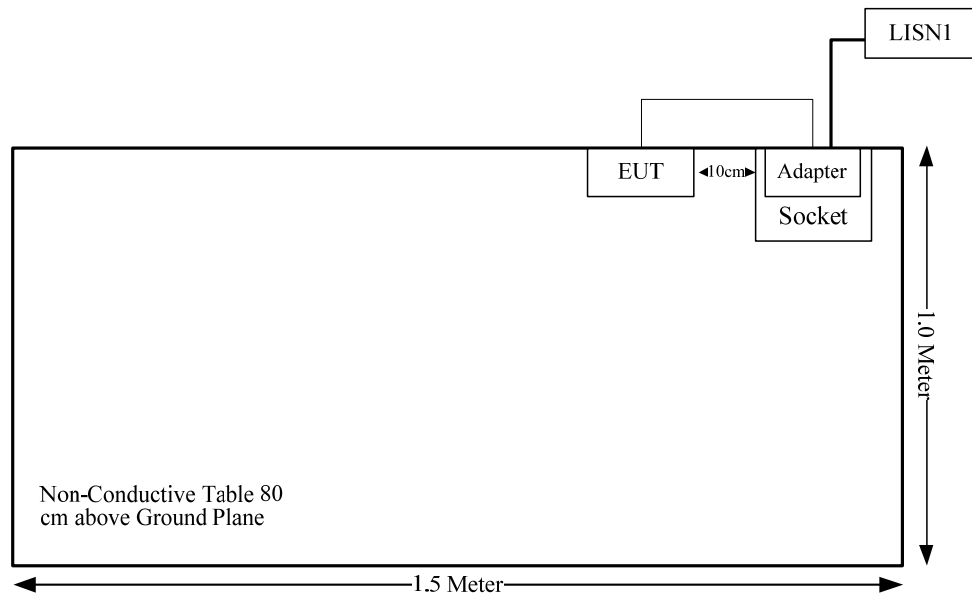 LISN1
EUT
10cm
Adapter
Socket
1.0 Meter
Non-Conductive Table 80
cm above Ground Plane
1.5 Meter